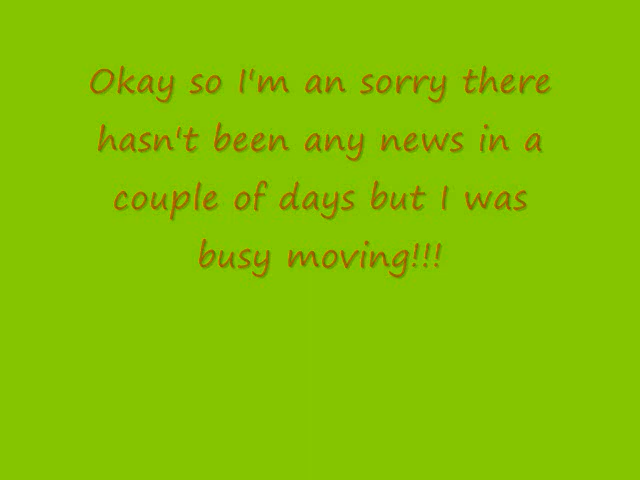 Okay so I'm an sorry there
hasn't been any news in a
couple of days but I was
busy moving!!!